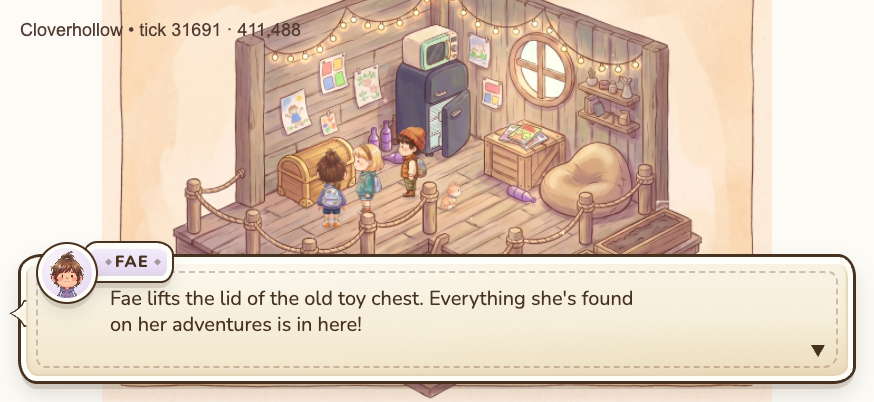 Cloverhollow • tick 31691 · 411,488
FAE
Fae lifts the lid of the old toy chest. Everything she's found
on her adventures is in here!